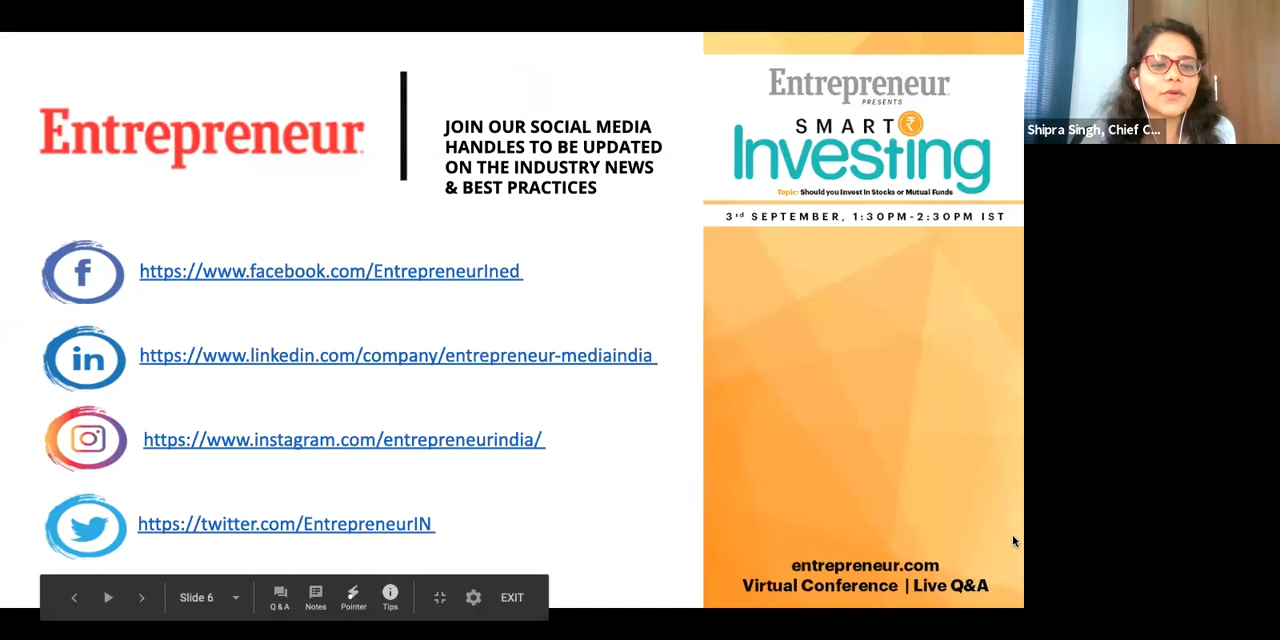 Entrepreneur
JOIN OUR SOCIAL MEDIA
HANDLES TO BE UPDATED
ON THE INDUSTRY NEWS
& BEST PRACTICES
https://www.facebook.com/EntrepreneurIned
https://www.linkedin.com/company/entrepreneur-mediaindia
https://www.instagram.com/entrepreneurindia/
https://twitter.com/EntrepreneurIN
Slide 6
Q & A
Notes
Pointer
Tips
EXIT
Entrepreneur
PRESENTS
SMART ₹
Investing
Topic: Should you Invest in Stocks or Mutual Funds
3rd SEPTEMBER, 1:30PM-2:30PM IST
entrepreneur.com
Virtual Conference | Live Q&A
Shipra Singh, Chief C...